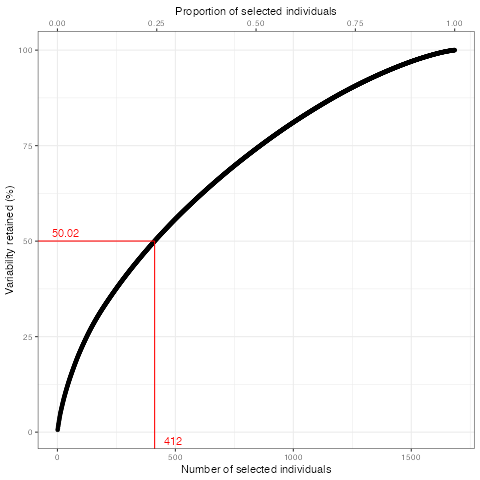 Proportion of selected individuals
0.00 0.25 0.50 0.75 1.00
100
75
50.02
50
25
0
Variability retained (%)
412
0 500 1000 1500
Number of selected individuals